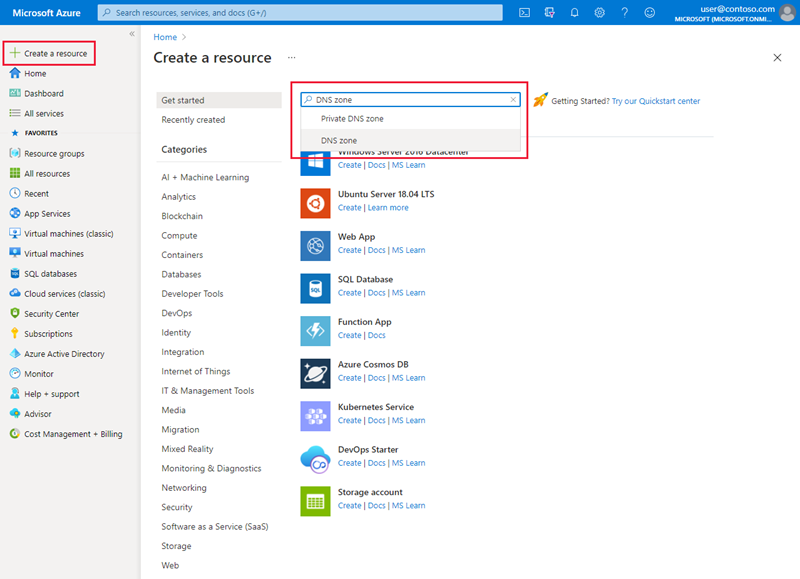 Microsoft Azure
Search resources, services, and docs (G+/)
user@contoso.com
MICROSOFT (MICROSOFT.ONMI...
Create a resource
Home
Dashboard
All services
FAVORITES
Resource groups
All resources
Recent
App Services
Virtual machines (classic)
Virtual machines
SQL databases
Cloud services (classic)
Security Center
Subscriptions
Azure Active Directory
Monitor
Help + support
Advisor
Cost Management + Billing
Home >
Create a resource ...
Get started
Recently created
Categories
AI + Machine Learning
Analytics
Blockchain
Compute
Containers
Databases
Developer Tools
DevOps
Identity
Integration
Internet of Things
IT & Management Tools
Media
Migration
Mixed Reality
Monitoring & Diagnostics
Networking
Security
Software as a Service (SaaS)
Storage
Web
DNS zone
Private DNS zone
DNS zone
Getting Started? Try our Quickstart center
Windows Server 2016 Datacenter
Create | Docs | MS Learn
Ubuntu Server 18.04 LTS
Create | Learn more
Web App
Create | Docs | MS Learn
SQL Database
Create | Docs | MS Learn
SQL
Function App
Create | Docs
Azure Cosmos DB
Create | Docs | MS Learn
Kubernetes Service
Create | Docs | MS Learn
DevOps Starter
Create | Docs | MS Learn
Storage account
Create | Docs | MS Learn